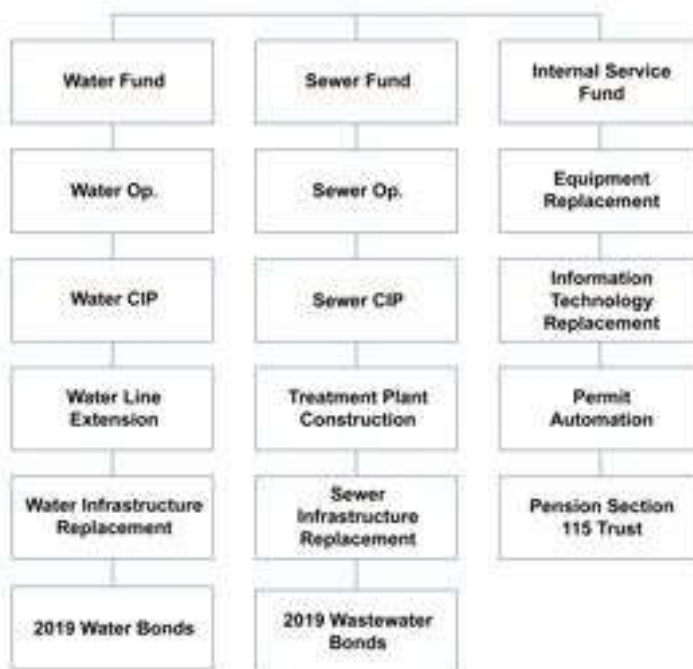 Water Fund
Sewer Fund
Internal Service
Fund
Water Op.
Sewer Op.
Equipment
Replacement
Water CIP
Sewer CIP
Information
Technology
Replacement
Water Line
Extension
Treatment Plant
Construction
Permit
Automation
Water Infrastructure
Replacement
Sewer
Infrastructure
Replacement
Pension Section
115 Trust
2019 Water Bonds
2019 Wastewater
Bonds